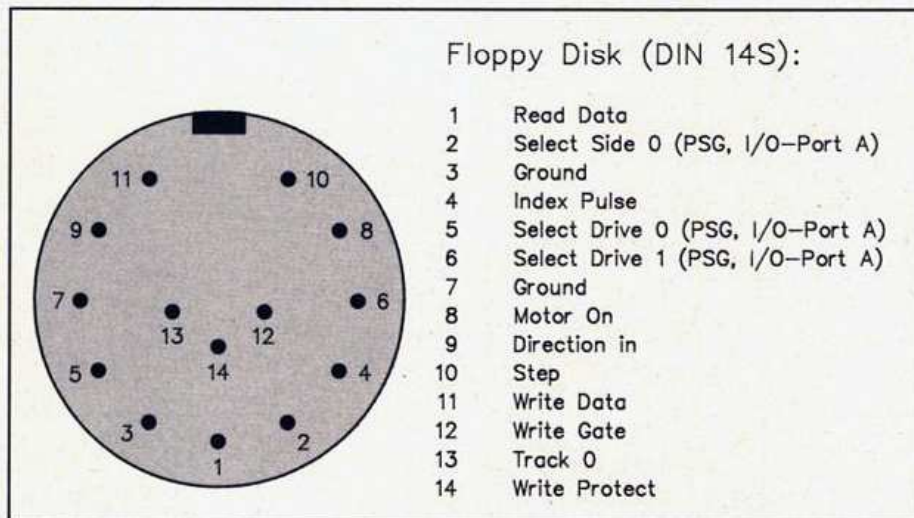 Floppy Disk (DIN 14S):
1 Read Data
2 Select Side 0 (PSG, I/O-Port A)
3 Ground
4 Index Pulse
5 Select Drive 0 (PSG, I/O-Port A)
6 Select Drive 1 (PSG, I/O-Port A)
7 Ground
8 Motor On
9 Direction in
10 Step
11 Write Data
12 Write Gate
13 Track 0
14 Write Protect
11 10
9 8
7 6
13 12
14
5 4
3 2
1